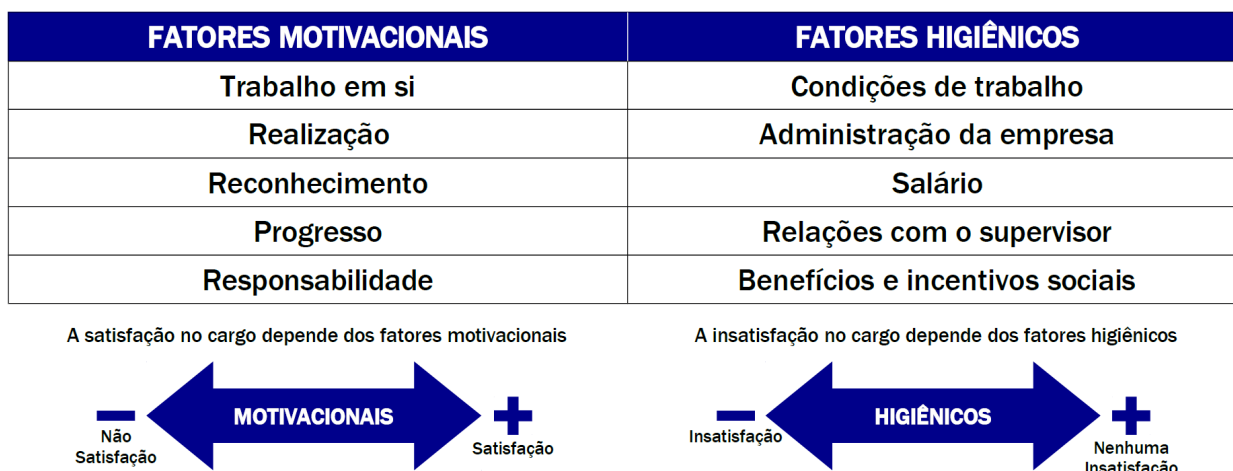 FATORES MOTIVACIONAIS
FATORES HIGIÊNICOS
Trabalho em si
Condições de trabalho
Realização
Administração da empresa
Reconhecimento
Salário
Progresso
Relações com o supervisor
Responsabilidade
Benefícios e incentivos sociais
A satisfação no cargo depende dos fatores motivacionais
A insatisfação no cargo depende dos fatores higiênicos
MOTIVACIONAIS
Não
Satisfação
Satisfação
HIGIÊNICOS
Insatisfação
Nenhuma
Insatisfação